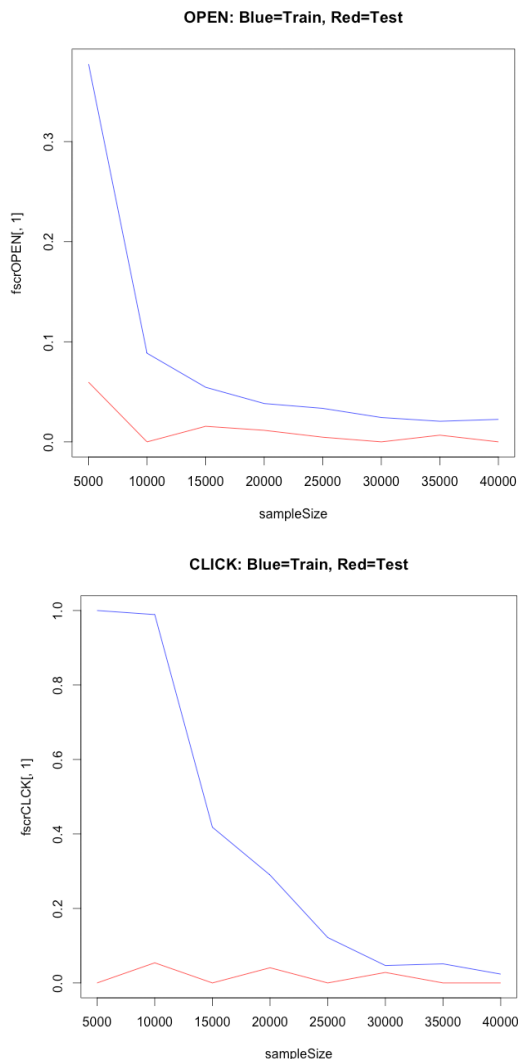 OPEN: Blue=Train, Red=Test
fscrOPEN[, 1]
0.3
0.2
0.1
0.0
5000 10000 15000 20000 25000 30000 35000 40000
sampleSize
CLICK: Blue=Train, Red=Test
fscrCLCK[, 1]
1.0
0.8
0.6
0.4
0.2
0.0
5000 10000 15000 20000 25000 30000 35000 40000
sampleSize